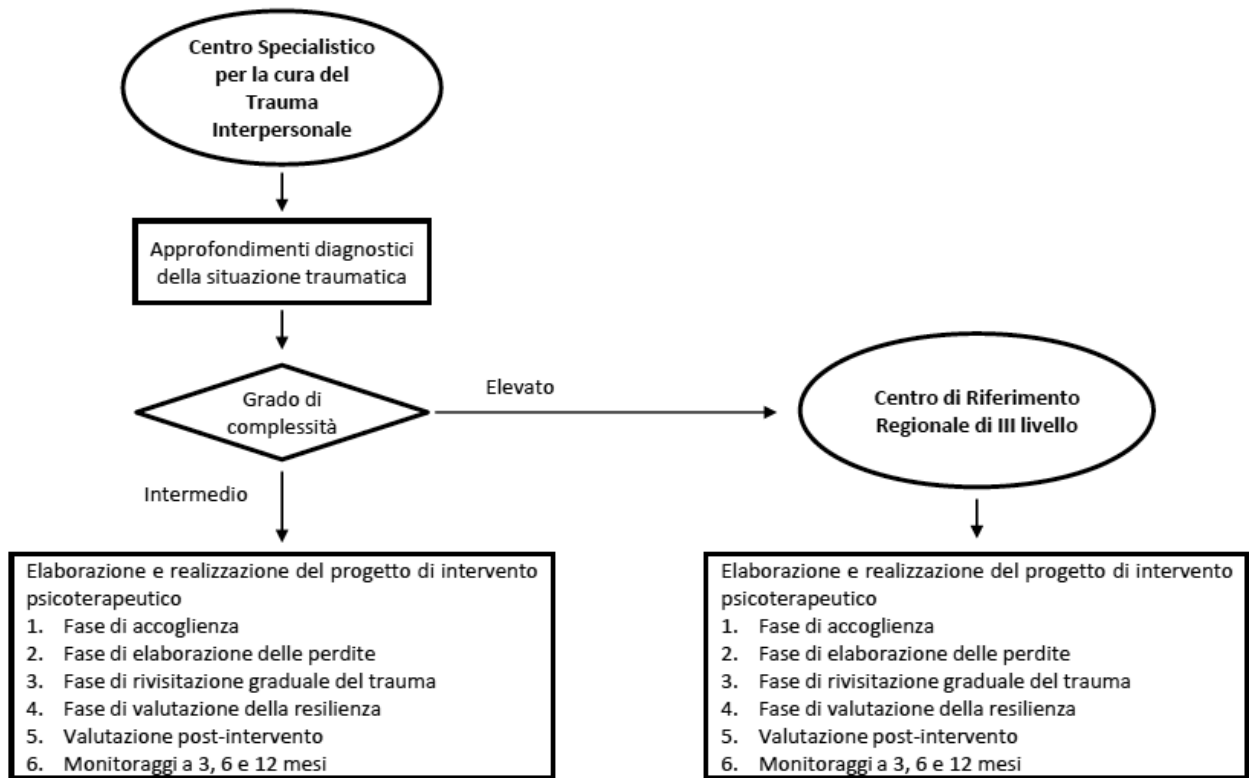 Centro Specialistico
per la cura del
Trauma
Interpersonale
Approfondimenti diagnostici
della situazione traumatica
Grado di
complessità
Elevato
Centro di Riferimento
Regionale di III livello
Intermedio
Elaborazione e realizzazione del progetto di intervento
psicoterapeutico
1. Fase di accoglienza
2. Fase di elaborazione delle perdite
3. Fase di rivisitazione graduale del trauma
4. Fase di valutazione della resilienza
5. Valutazione post-intervento
6. Monitoraggi a 3, 6 e 12 mesi
Elaborazione e realizzazione del progetto di intervento
psicoterapeutico
1. Fase di accoglienza
2. Fase di elaborazione delle perdite
3. Fase di rivisitazione graduale del trauma
4. Fase di valutazione della resilienza
5. Valutazione post-intervento
6. Monitoraggi a 3, 6 e 12 mesi